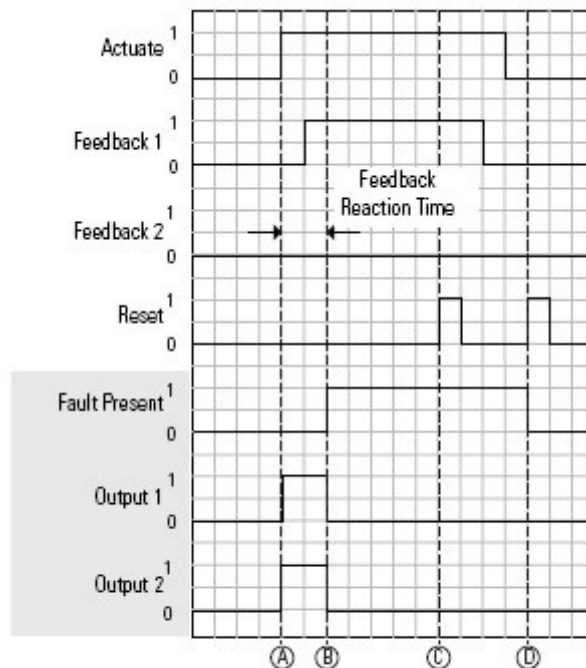 Actuate
1
0
Feedback 1
1
0
Feedback
Reaction Time
Feedback 2
1
0
Reset
1
0
Fault Present
1
0
Output 1
1
0
Output 2
1
0
A B C D